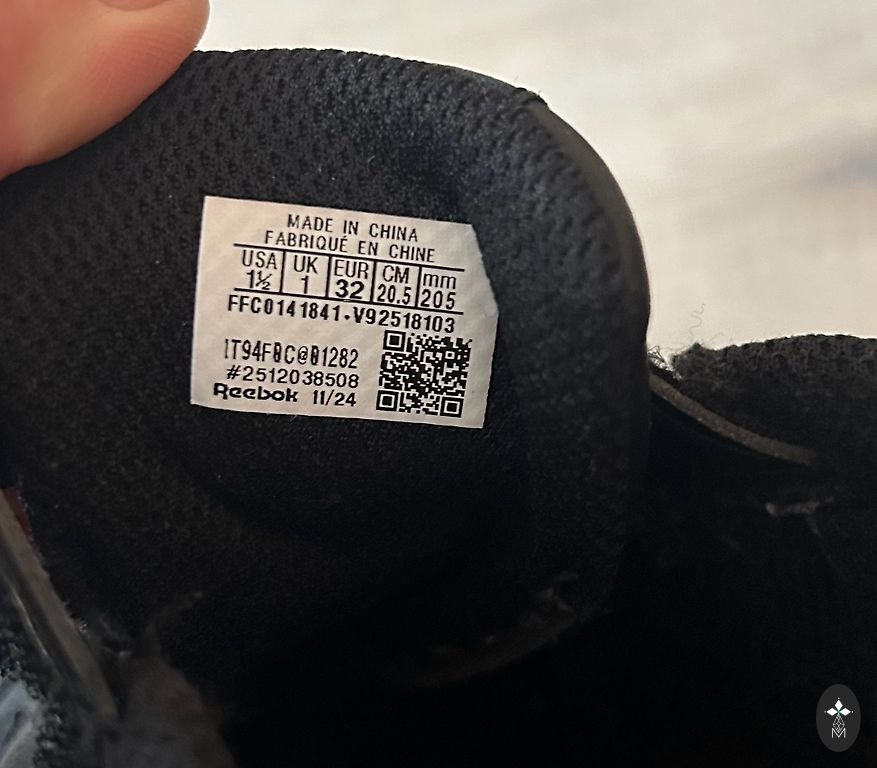 MADE IN CHINA
FABRIQUÉ EN CHINE
USA UK EUR CM mm
1½ 1 32 20.5 205
FFC0141841·V92518103
1T94F0C@01282
#2512038508
Reebok 11/24
M